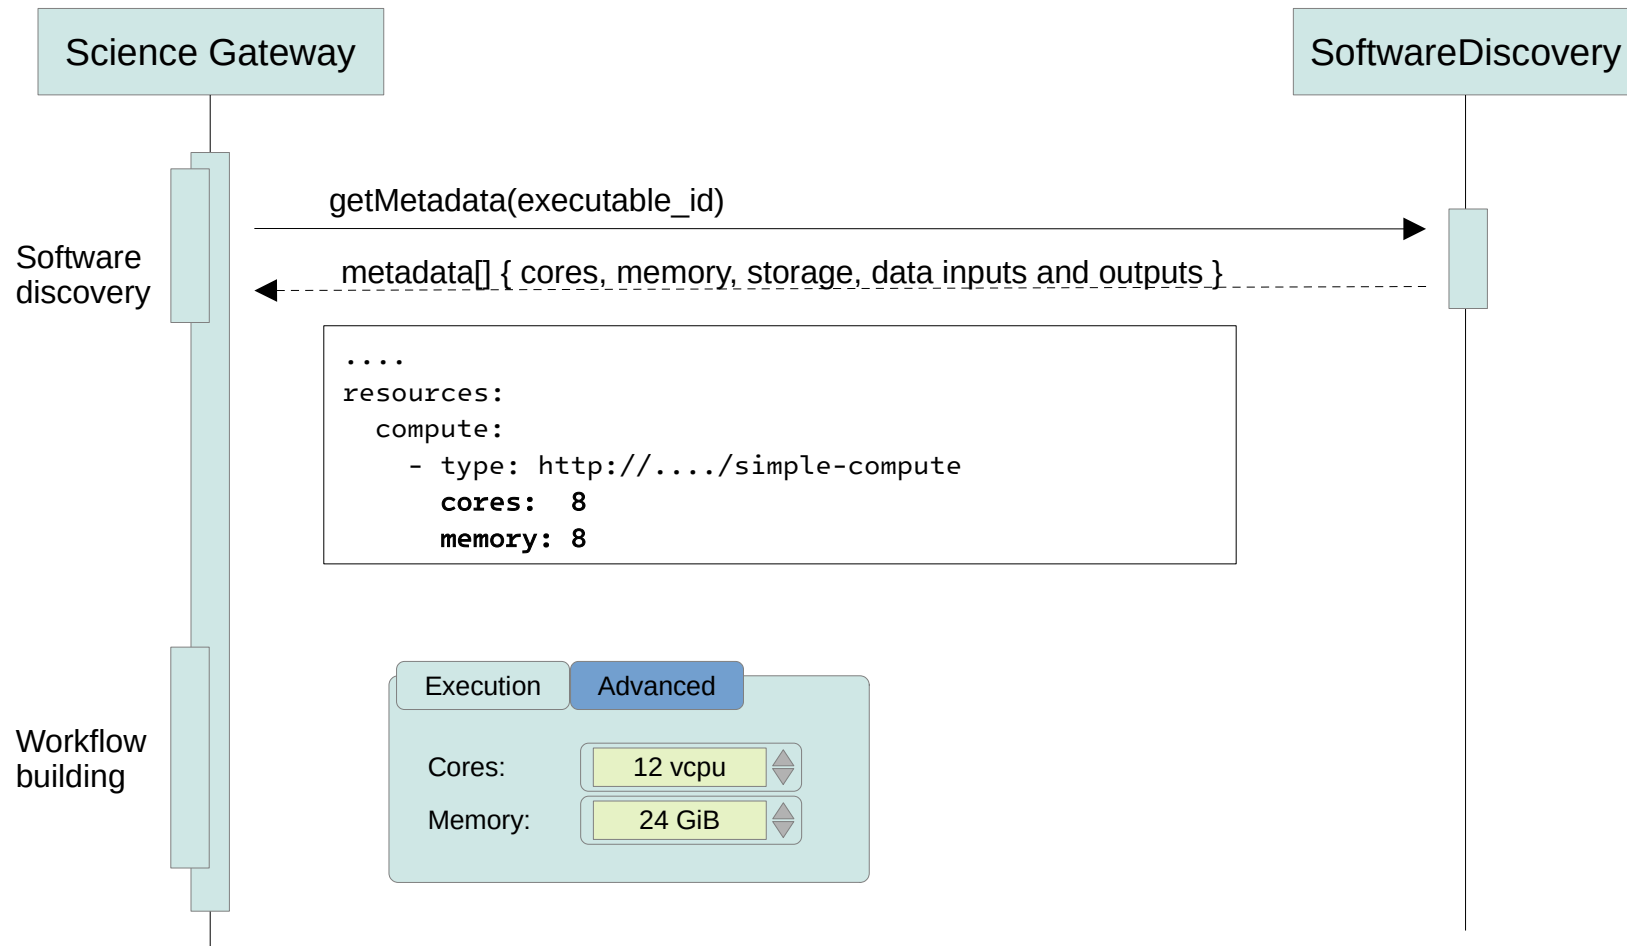 Science Gateway
SoftwareDiscovery
getMetadata(executable_id)
Software
discovery
metadata[] { cores, memory, storage, data inputs and outputs }
....
resources:
  compute:
    - type: http://..../simple-compute
      cores:  8
      memory: 8
Execution
Advanced
Workflow
building
Cores:
12 vcpu
Memory:
24 GiB